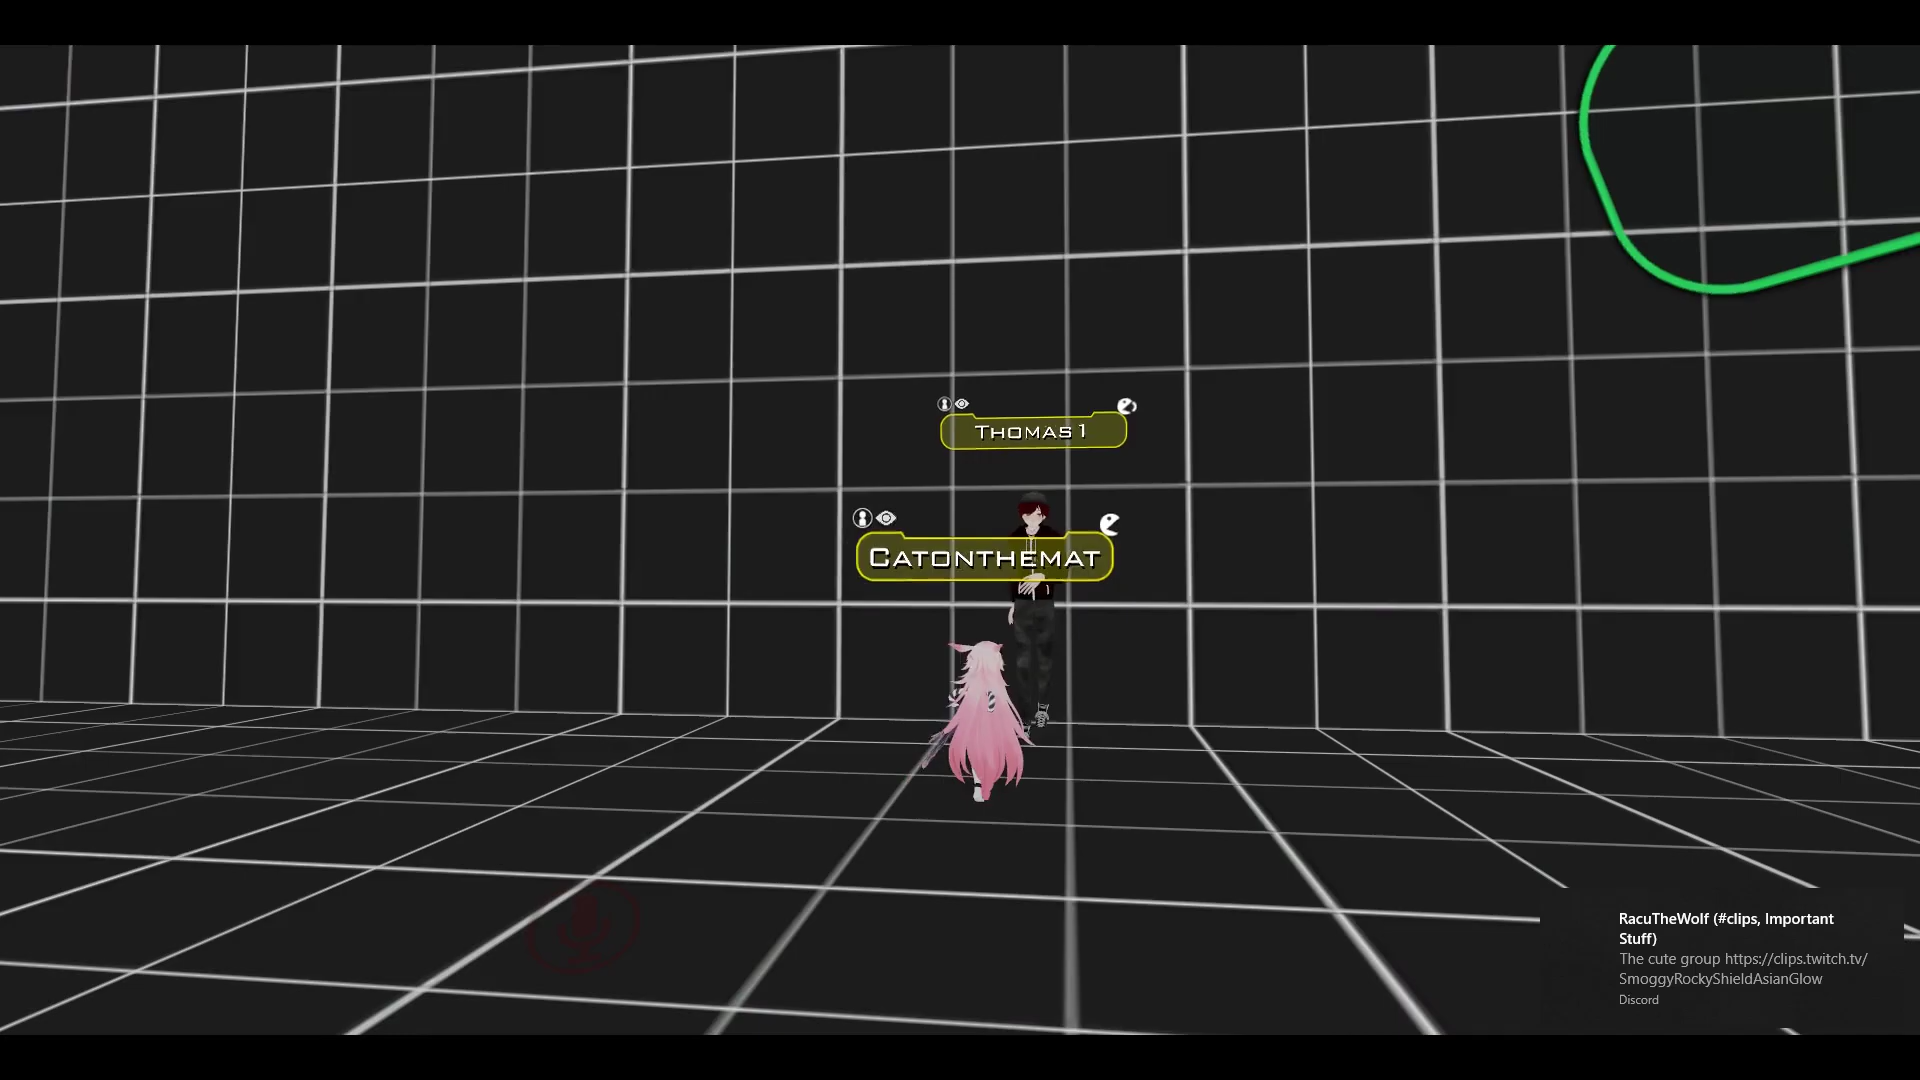 Thomas 1
Catonthemat
RacuTheWolf (#clips, Important
Stuff)
The cute group https://clips.twitch.tv/
SmoggyRockyShieldAsianGlow
Discord